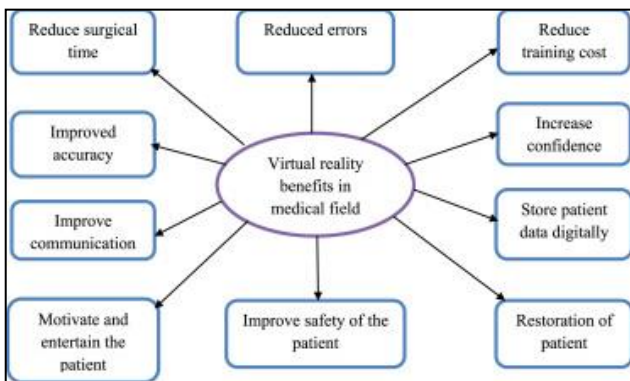 Reduce surgical
time
Reduced errors
Reduce
training cost
Improved
accuracy
Virtual reality
benefits in
medical field
Increase
confidence
Improve
communication
Store patient
data digitally
Motivate and
entertain the
patient
Improve safety of the
patient
Restoration of
patient